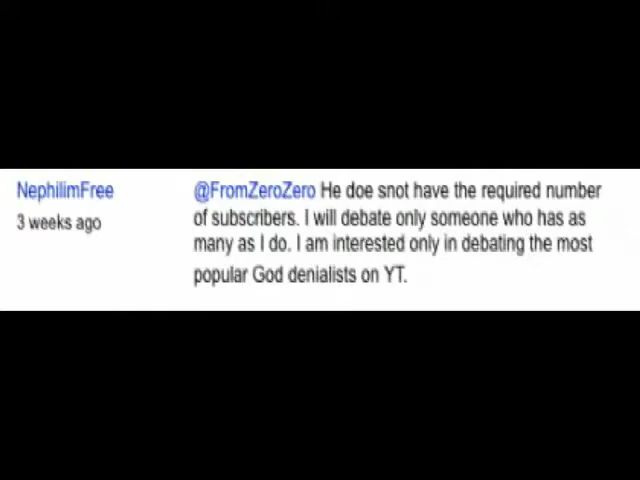 NephilimFree
3 weeks ago
@FromZeroZero He doe snot have the required number
of subscribers. I will debate only someone who has as
many as I do. I am interested only in debating the most
popular God denialists on YT.